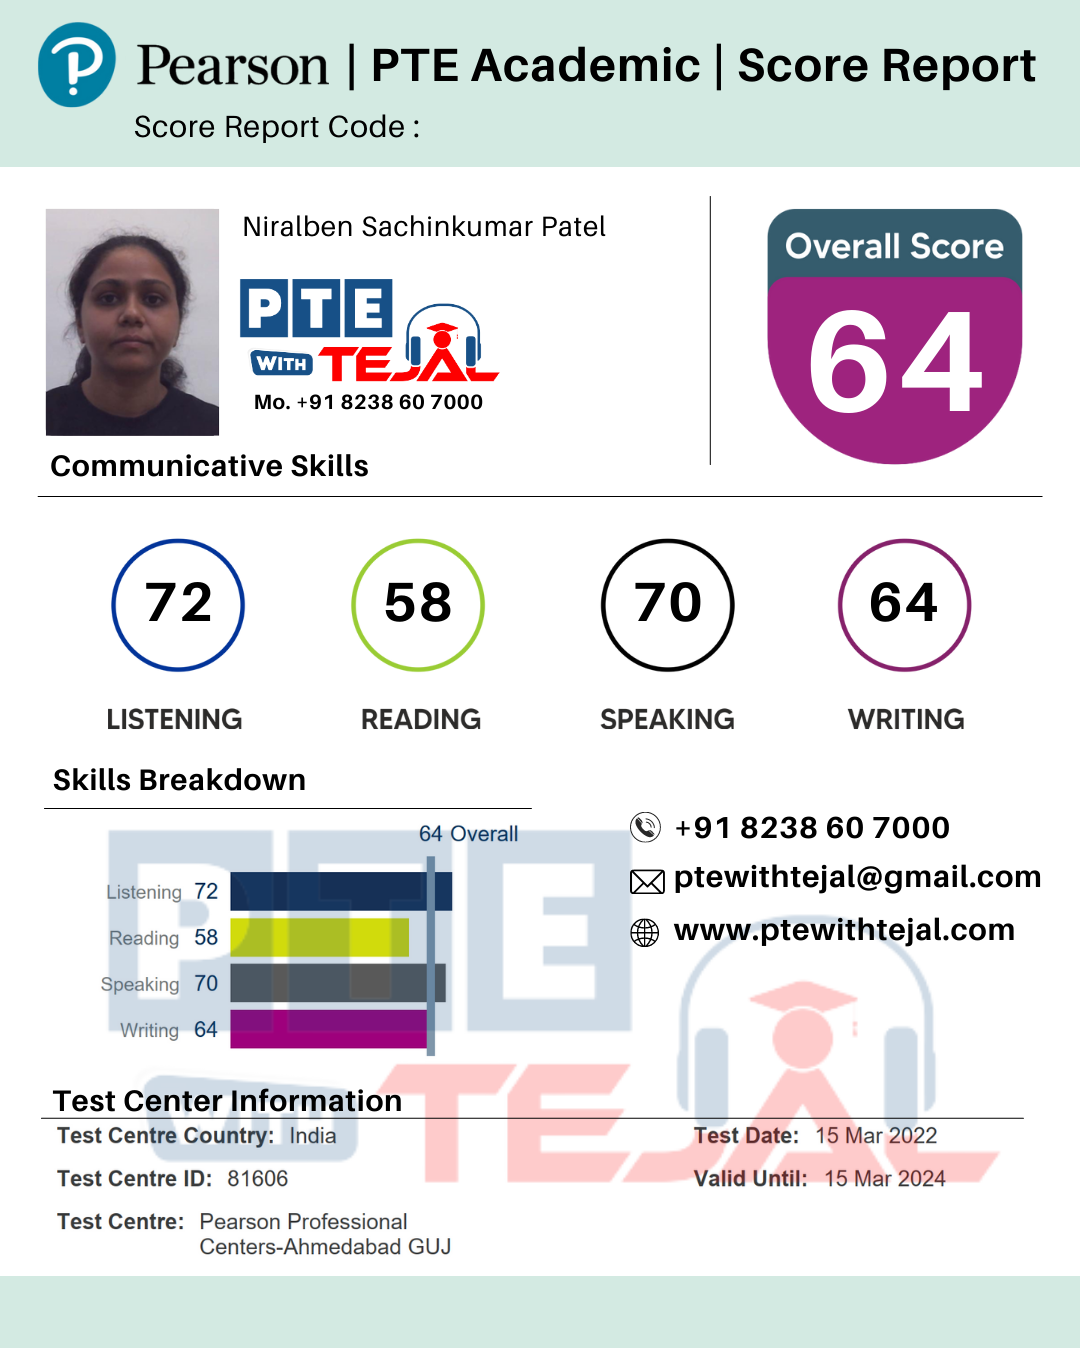 Pearson | PTE Academic | Score Report
Score Report Code :
Niralben Sachinkumar Patel
Overall Score
64
PTE
WITH TEJAL
Mo. +91 8238 60 7000
Communicative Skills
72 58 70 64
LISTENING READING SPEAKING WRITING
Skills Breakdown
64 Overall
Listening 72
Reading 58
Speaking 70
Writing 64
+91 8238 60 7000
ptewithtejal@gmail.com
www.ptewithtejal.com
PTE
WITH TEJAL
Test Center Information
Test Centre Country: India
Test Date: 15 Mar 2022
Test Centre ID: 81606
Valid Until: 15 Mar 2024
Test Centre: Pearson Professional
Centers-Ahmedabad GUJ